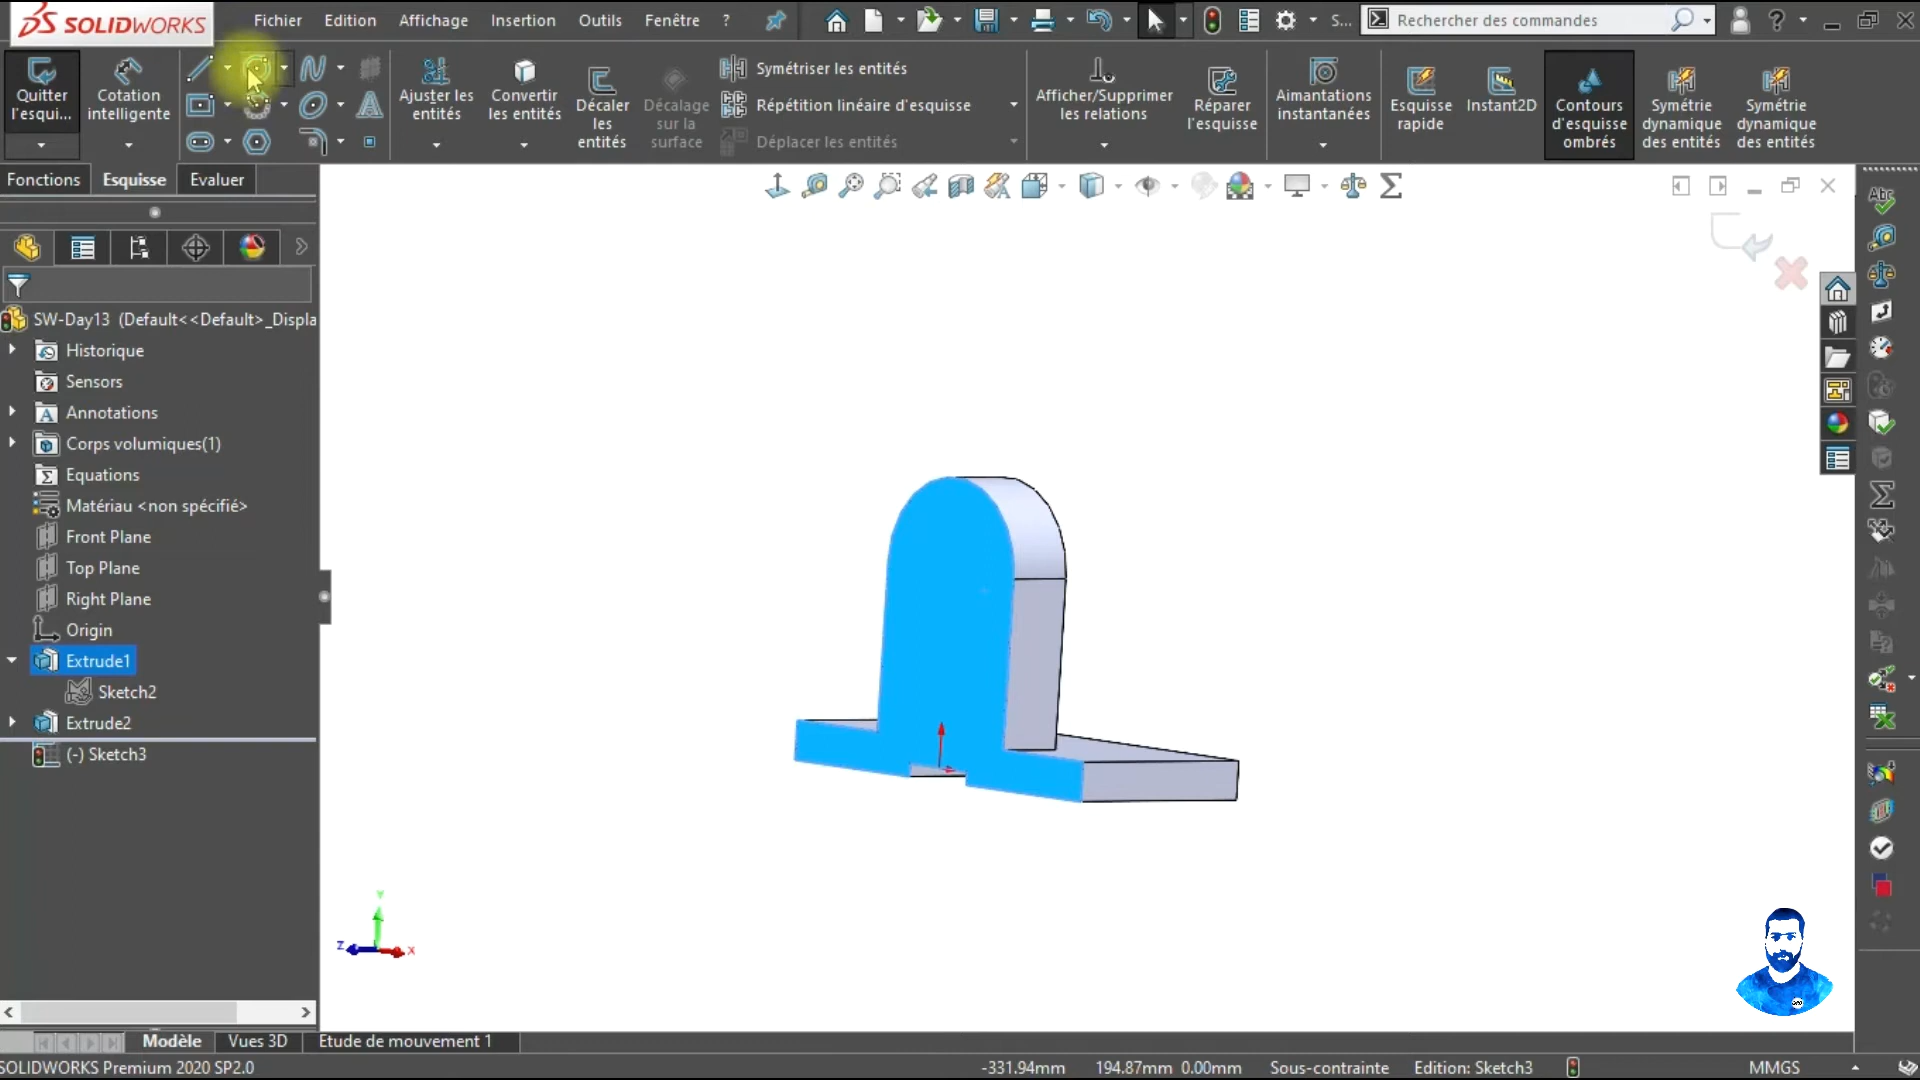 SOLIDWORKS
Fichier Edition Affichage Insertion Outils Fenêtre ?
S...
Rechercher des commandes
Quitter l'esqui...
Cotation intelligente
Ajuster les entités
Convertir les entités
Décaler les entités
Décalage sur la surface
Symétriser les entités
Répétition linéaire d'esquisse
Déplacer les entités
Afficher/Supprimer les relations
Réparer l'esquisse
Aimantations instantanées
Esquisse rapide
Instant2D
Contours d'esquisse ombrés
Symétrie dynamique des entités
Symétrie dynamique des entités
Fonctions Esquisse Evaluer
SW-Day13 (Default<<Default>_Displa
Historique
Sensors
Annotations
Corps volumiques(1)
Equations
Matériau <non spécifié>
Front Plane
Top Plane
Right Plane
Origin
Extrude1
Sketch2
Extrude2
(-) Sketch3
Y
Z
X
Modèle Vues 3D Etude de mouvement 1
SOLIDWORKS Premium 2020 SP2.0
-331.94mm 194.87mm 0.00mm Sous-contrainte Edition: Sketch3 MMGS